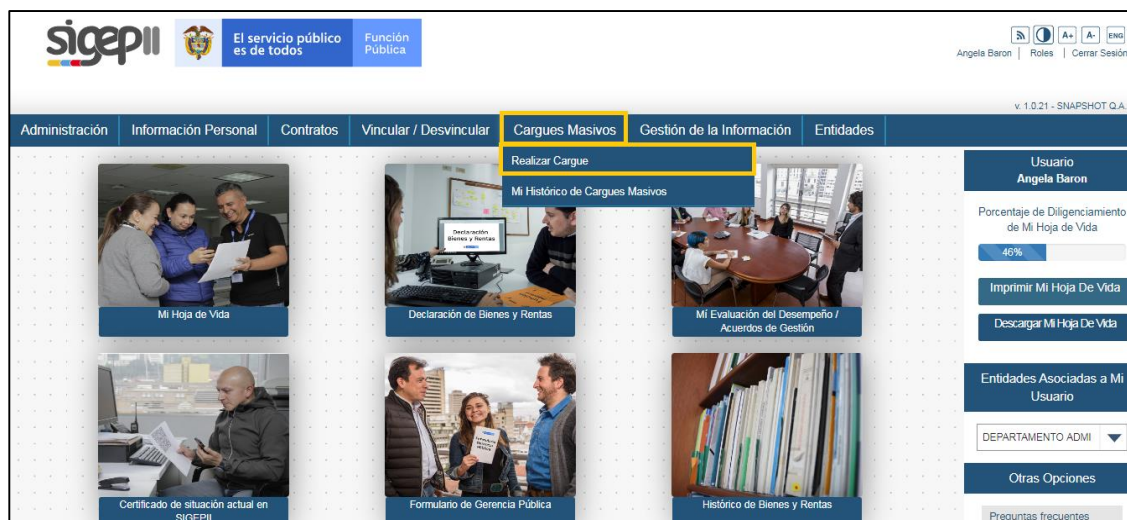 sigepII
El servicio público
es de todos
Función
Pública
A+ A- ENG
Angela Baron | Roles | Cerrar Sesión
v. 1.0.21 - SNAPSHOT Q.A.
Administración Información Personal Contratos Vincular / Desvincular Cargues Masivos Gestión de la Información Entidades
Realizar Cargue
Mi Histórico de Cargues Masivos
Declaración
Bienes y Rentas
Mi Hoja de Vida
Declaración de Bienes y Rentas
Mí Evaluación del Desempeño /
Acuerdos de Gestión
Certificado de situación actual en
SIGEPII
Formulario de Gerencia Pública
Histórico de Bienes y Rentas
Usuario
Angela Baron
Porcentaje de Diligenciamiento
de Mi Hoja de Vida
46%
Imprimir Mi Hoja De Vida
Descargar Mi Hoja De Vida
Entidades Asociadas a Mi
Usuario
DEPARTAMENTO ADMI
Otras Opciones
Preguntas frecuentes